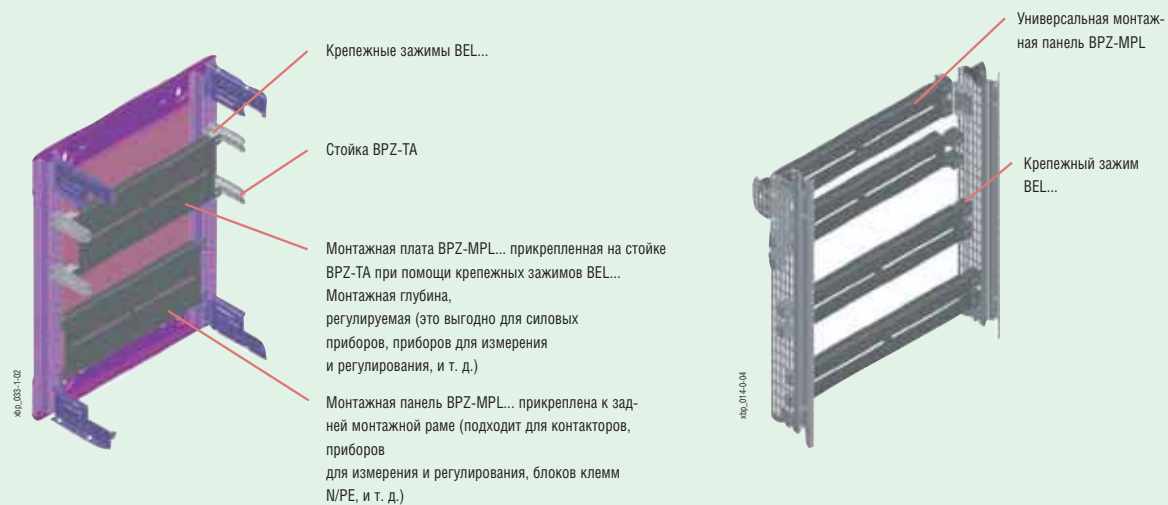 Крепежные зажимы BEL...
Стойка BPZ-TA
Монтажная плата BPZ-MPL... прикрепленная на стойке
BPZ-TA при помощи крепежных зажимов BEL...
Монтажная глубина,
регулируемая (это выгодно для силовых
приборов, приборов для измерения
и регулирования, и т. д.)
Монтажная панель BPZ-MPL... прикреплена к зад-
ней монтажной раме (подходит для контакторов,
приборов
для измерения и регулирования, блоков клемм
N/PE, и т. д.)
xbp_033-1-02
Универсальная монтаж-
ная панель BPZ-MPL
Крепежный зажим
BEL...
xbp_014-0-04